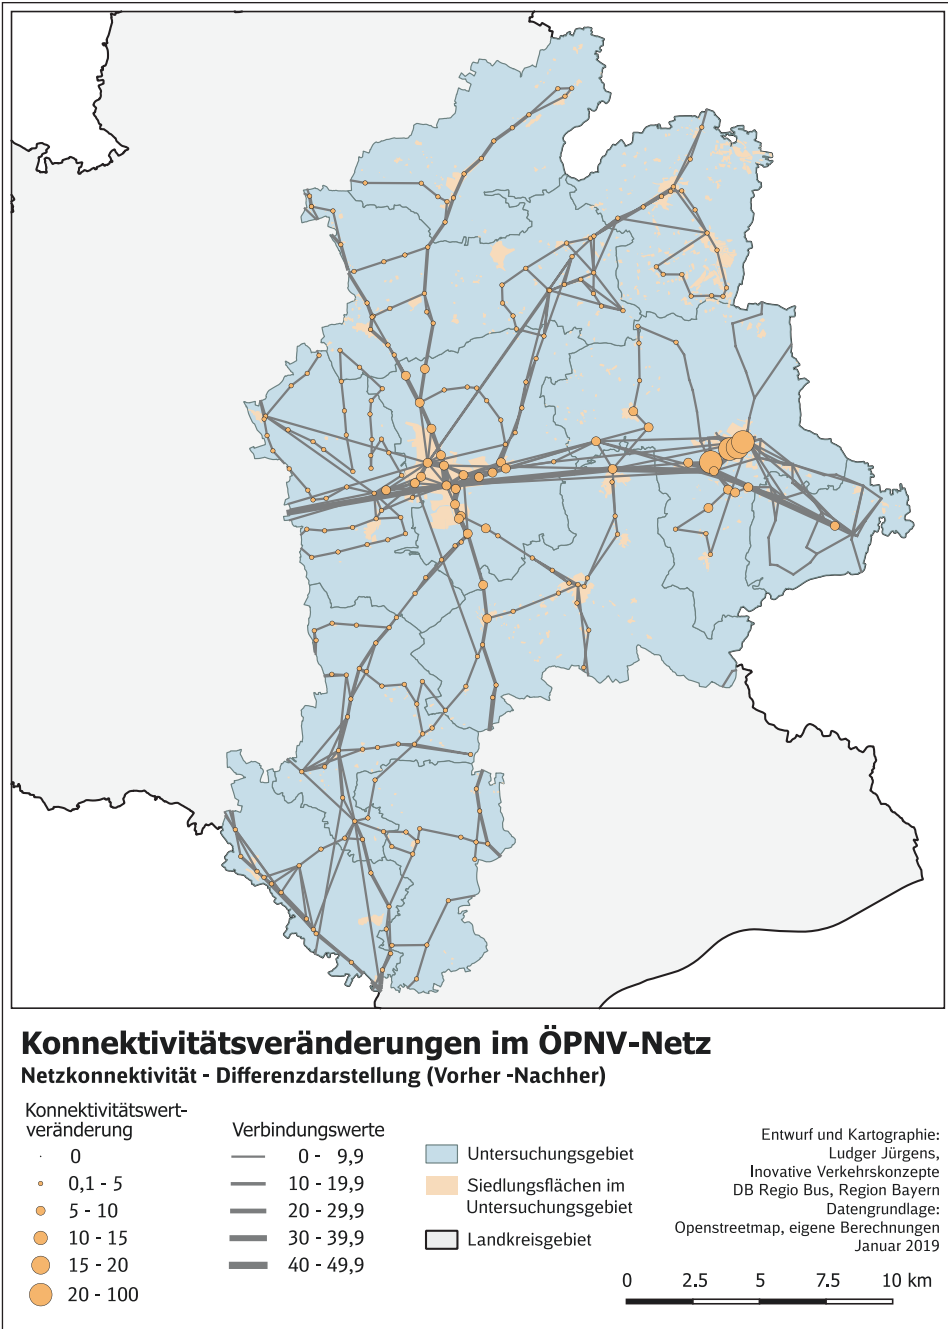 Konnektivitätsveränderungen im ÖPNV-Netz
Netzkonnektivität - Differenzdarstellung (Vorher -Nachher)
Konnektivitätswert-
veränderung
0
0,1 - 5
5 - 10
10 - 15
15 - 20
20 - 100
Verbindungswerte
0 - 9,9
10 - 19,9
20 - 29,9
30 - 39,9
40 - 49,9
Untersuchungsgebiet
Siedlungsflächen im
Untersuchungsgebiet
Landkreisgebiet
Entwurf und Kartographie:
Ludger Jürgens,
Inovative Verkehrskonzepte
DB Regio Bus, Region Bayern
Datengrundlage:
Openstreetmap, eigene Berechnungen
Januar 2019
0 2.5 5 7.5 10 km